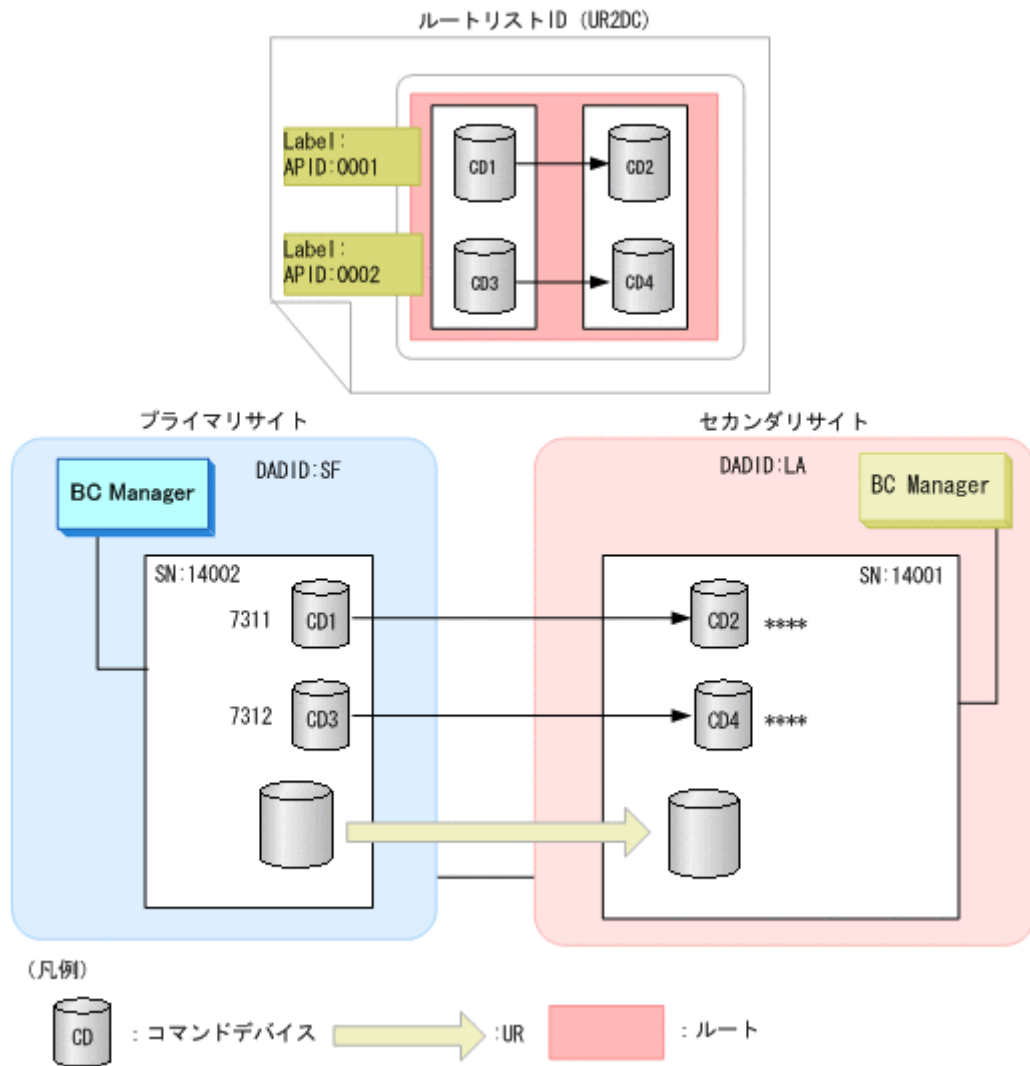 ルートリストID (UR2DC)
Label:
APID:0001
CD1
CD2
Label:
APID:0002
CD3
CD4
プライマリサイト
セカンダリサイト
DADID:SF
DADID:LA
BC Manager
BC Manager
SN:14002
SN:14001
7311
CD1
CD2
****
7312
CD3
CD4
****
(凡例)
CD
:コマンドデバイス
:UR
:ルート